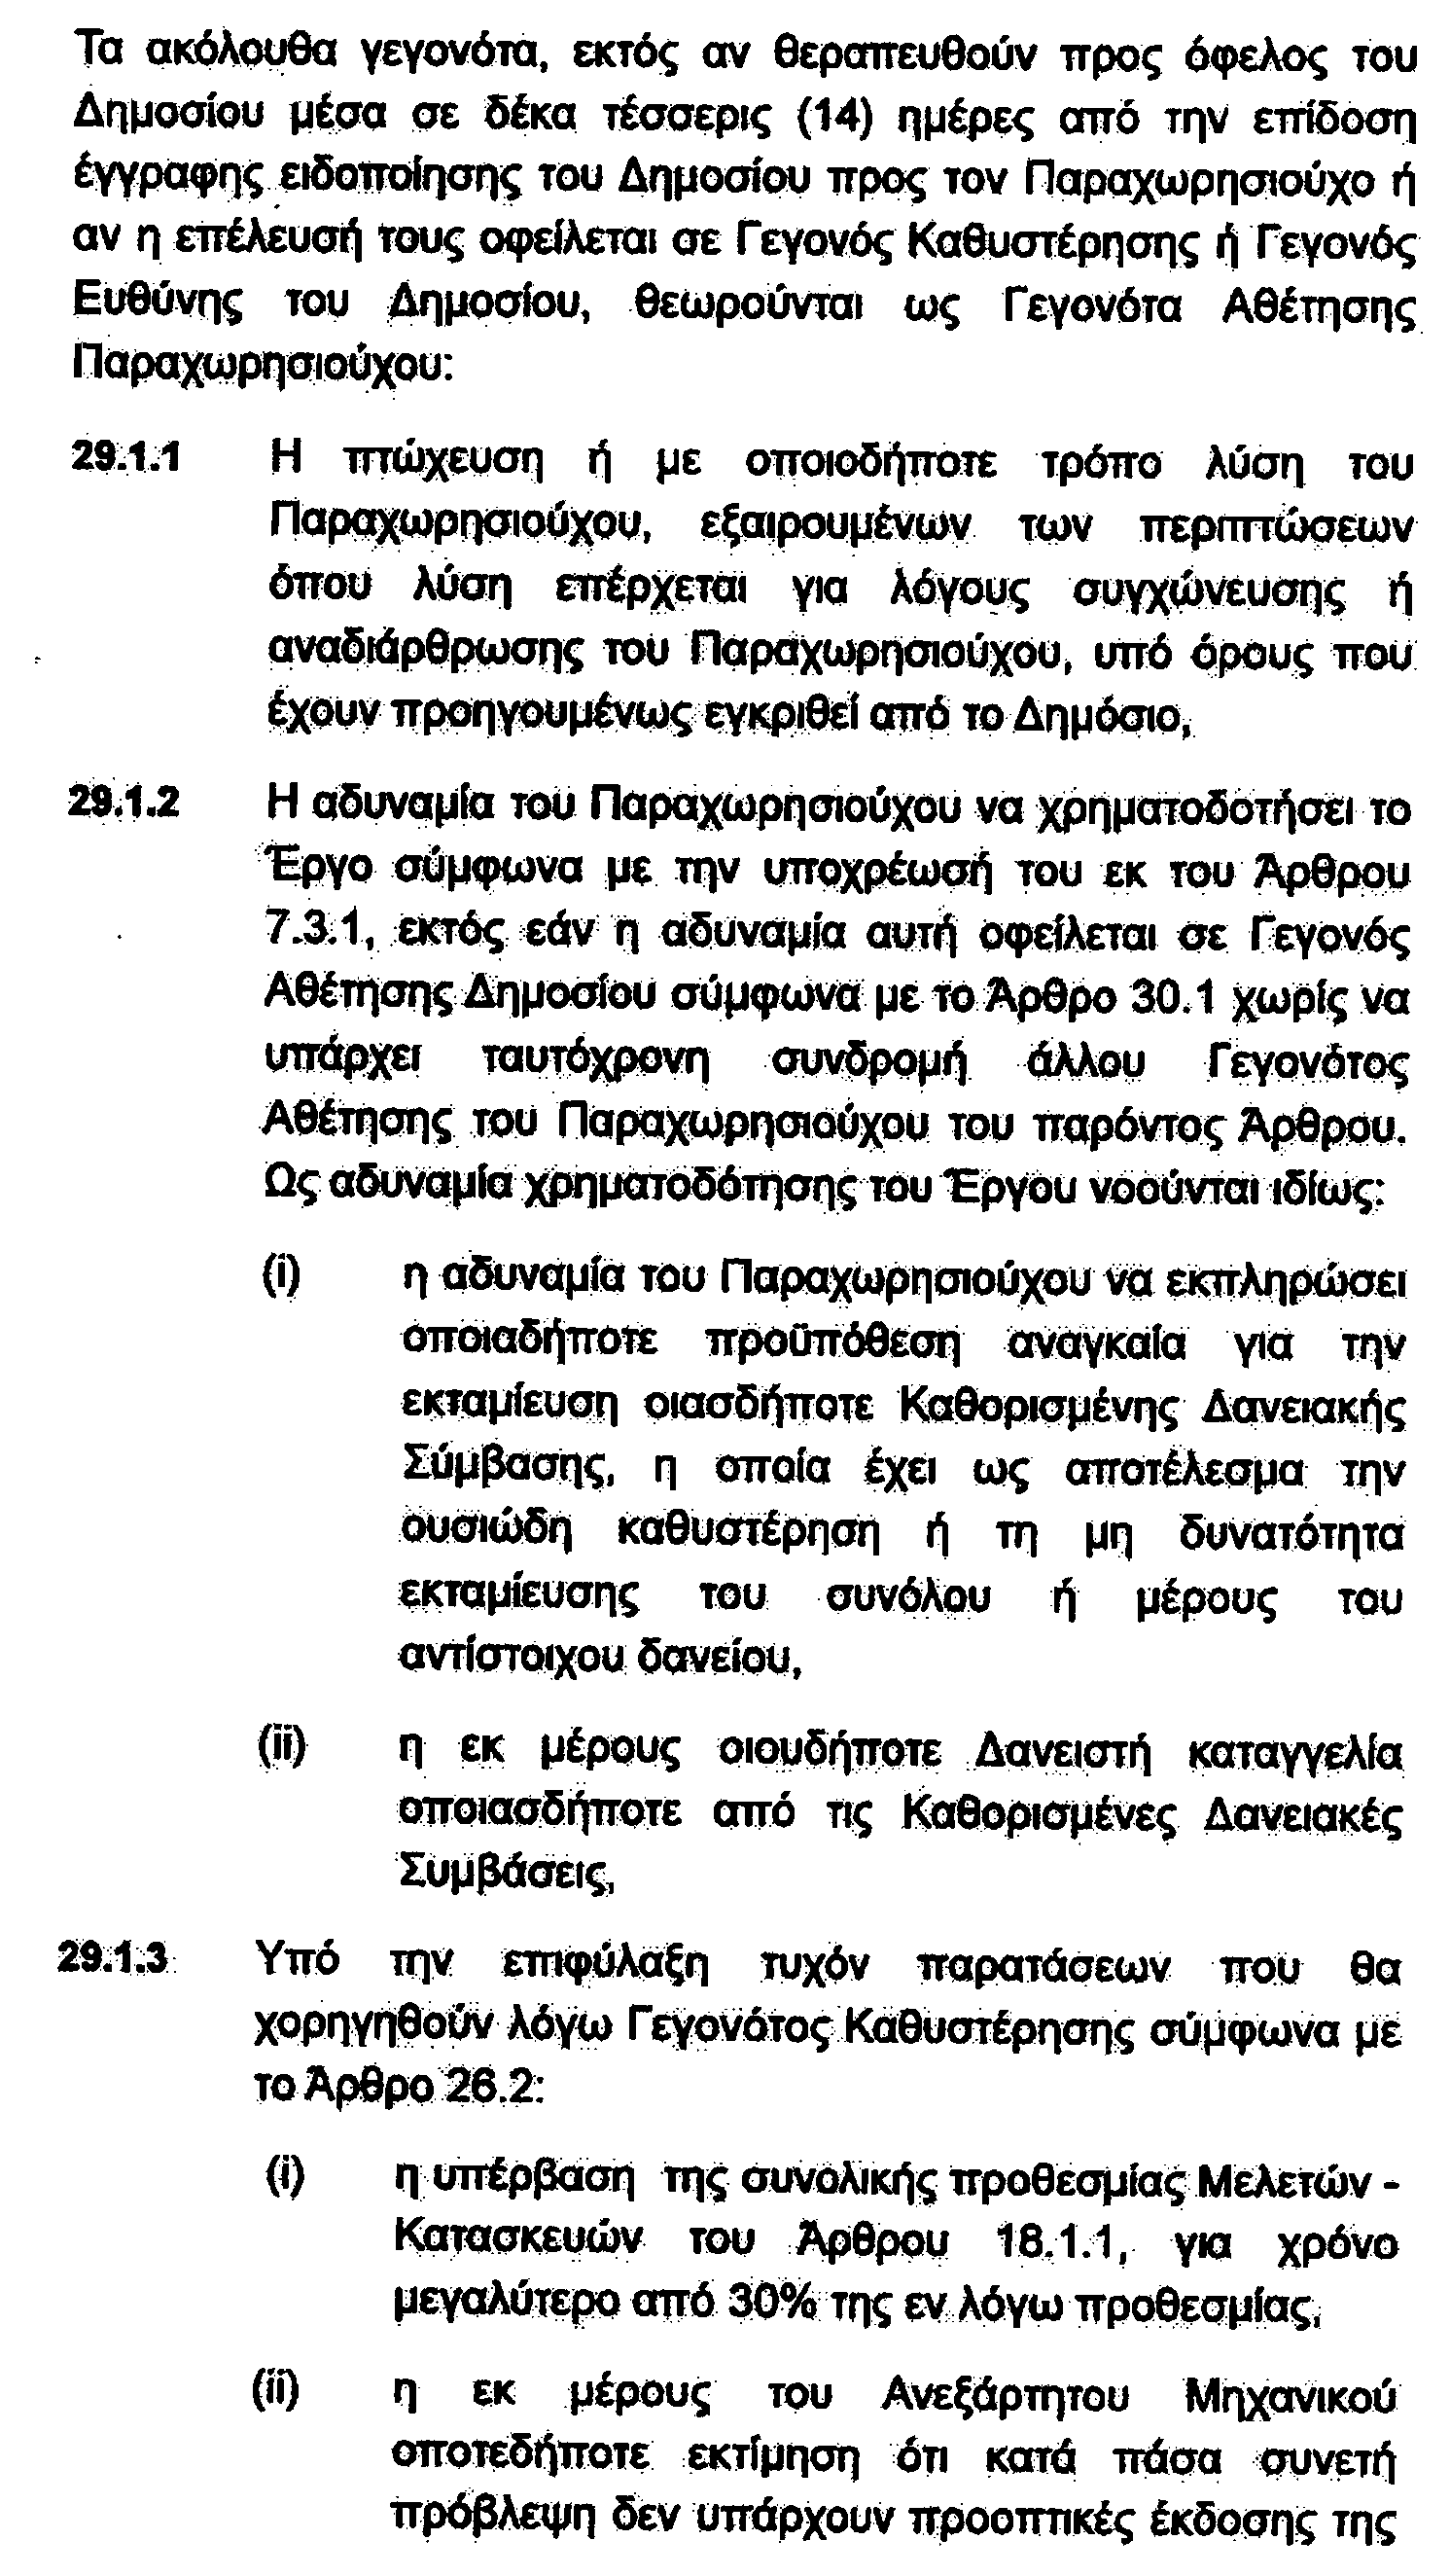 Τα ακόλουθα γεγονότα, εκτός αν θεραπευθούν προς όφελος του
Δημοσίου μέσα σε δέκα τέσσερις (14) ημέρες από την επίδοση
έγγραφης ειδοποίησης του Δημοσίου προς τον Παραχωρησιούχο ή
αν η επέλευσή τους οφείλεται σε Γεγονός Καθυστέρησης ή Γεγονός
Ευθύνης του Δημοσίου, θεωρούνται ως Γεγονότα Αθέτησης
Παραχωρησιούχου:
29.1.1 Η πτώχευση ή με οποιοδήποτε τρόπο λύση του
Παραχωρησιούχου, εξαιρουμένων των περιπτώσεων
όπου λύση επέρχεται για λόγους συγχώνευσης ή
αναδιάρθρωσης του Παραχωρησιούχου, υπό όρους που
έχουν προηγουμένως εγκριθεί από το Δημόσιο,
29.1.2 Η αδυναμία του Παραχωρησιούχου να χρηματοδοτήσει το
Έργο σύμφωνα με την υποχρέωσή του εκ του Άρθρου
7.3.1, εκτός εάν η αδυναμία αυτή οφείλεται σε Γεγονός
Αθέτησης Δημοσίου σύμφωνα με το Άρθρο 30.1 χωρίς να
υπάρχει ταυτόχρονη συνδρομή άλλου Γεγονότος
Αθέτησης του Παραχωρησιούχου του παρόντος Άρθρου.
Ως αδυναμία χρηματοδότησης του Έργου νοούνται ιδίως:
(i) η αδυναμία του Παραχωρησιούχου να εκπληρώσει
οποιαδήποτε προϋπόθεση αναγκαία για την
εκταμίευση οιασδήποτε Καθορισμένης Δανειακής
Σύμβασης, η οποία έχει ως αποτέλεσμα την
ουσιώδη καθυστέρηση ή τη μη δυνατότητα
εκταμίευσης του συνόλου ή μέρους του
αντίστοιχου δανείου,
(ii) η εκ μέρους οιουδήποτε Δανειστή καταγγελία
οποιασδήποτε από τις Καθορισμένες Δανειακές
Συμβάσεις,
29.1.3 Υπό την επιφύλαξη τυχόν παρατάσεων που θα
χορηγηθούν λόγω Γεγονότος Καθυστέρησης σύμφωνα με
το Άρθρο 26.2:
(i) η υπέρβαση της συνολικής προθεσμίας Μελετών -
Κατασκευών του Άρθρου 18.1.1, για χρόνο
μεγαλύτερο από 30% της εν λόγω προθεσμίας,
(ii) η εκ μέρους του Ανεξάρτητου Μηχανικού
οποτεδήποτε εκτίμηση ότι κατά πάσα συνετή
πρόβλεψη δεν υπάρχουν προοπτικές έκδοσης της